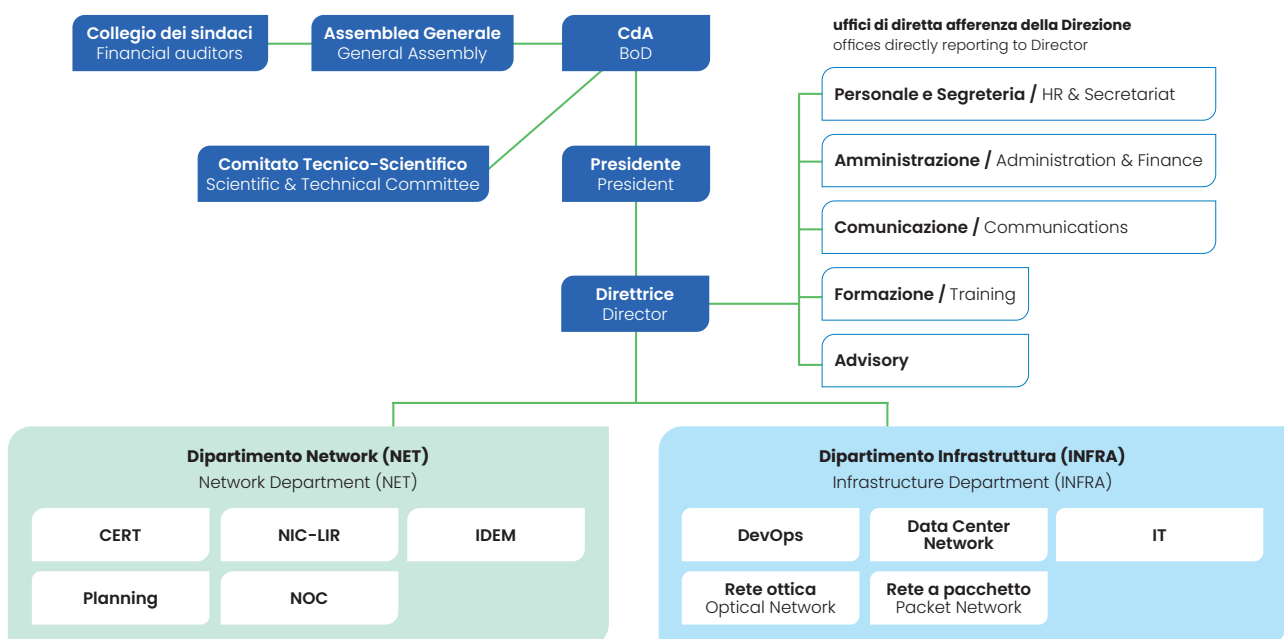 Collegio dei sindaci
Financial auditors
Assemblea Generale
General Assembly
CdA
BoD
uffici di diretta afferenza della Direzione
offices directly reporting to Director
Personale e Segreteria / HR & Secretariat
Amministrazione / Administration & Finance
Comunicazione / Communications
Formazione / Training
Advisory
Comitato Tecnico-Scientifico
Scientific & Technical Committee
Presidente
President
Direttrice
Director
Dipartimento Network (NET)
Network Department (NET)
CERT
NIC-LIR
IDEM
Planning
NOC
Dipartimento Infrastruttura (INFRA)
Infrastructure Department (INFRA)
DevOps
Data Center
Network
IT
Rete ottica
Optical Network
Rete a pacchetto
Packet Network